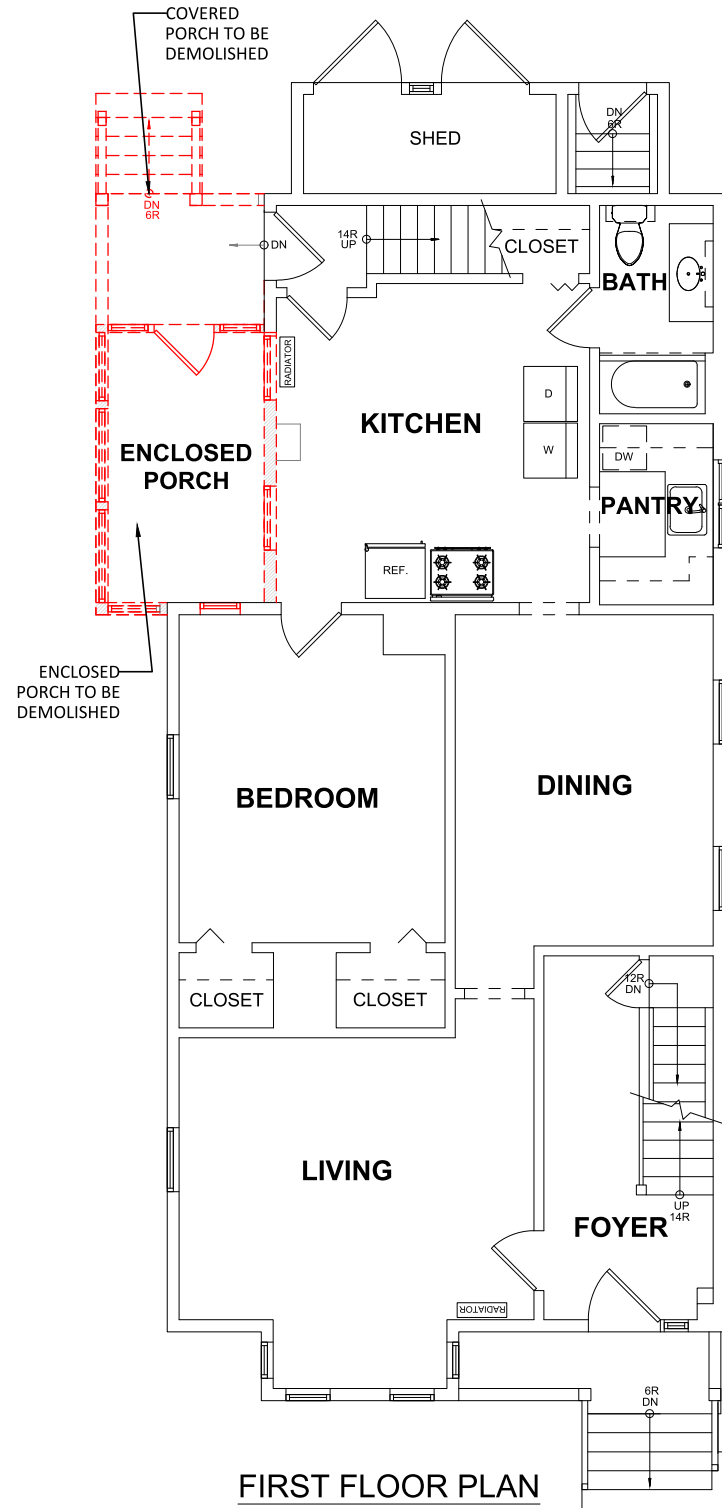 COVERED
PORCH TO BE
DEMOLISHED
DN
6R
SHED
DN
6R
DN
14R
UP
CLOSET
BATH
RADIATOR
KITCHEN
D
W
ENCLOSED
PORCH
DW
PANTRY
REF.
ENCLOSED
PORCH TO BE
DEMOLISHED
BEDROOM
DINING
CLOSET
CLOSET
12R
DN
LIVING
UP
14R
FOYER
RADIATOR
6R
DN
FIRST FLOOR PLAN